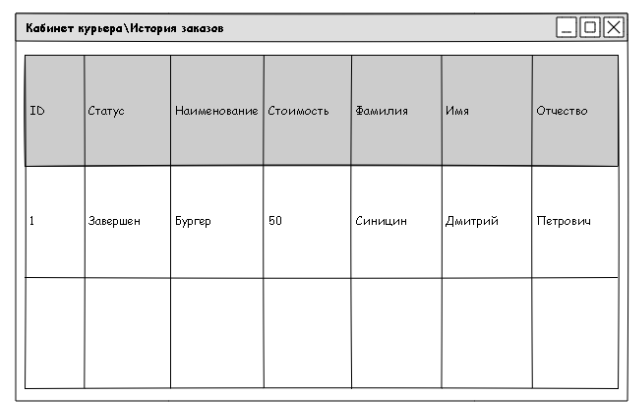 Кабинет курьера\История заказов
ID Статус Наименование Стоимость Фамилия Имя Отчество
1 Завершен Бургер 50 Синицин Дмитрий Петрович